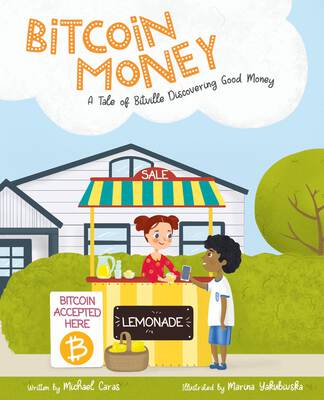 BITCOIN
MONEY
A Tale of Bitville Discovering Good Money
SALE
BITCOIN
ACCEPTED
HERE
₿
LEMONADE
Written by Michael Caras
Illustrated by Marina Yakubivska